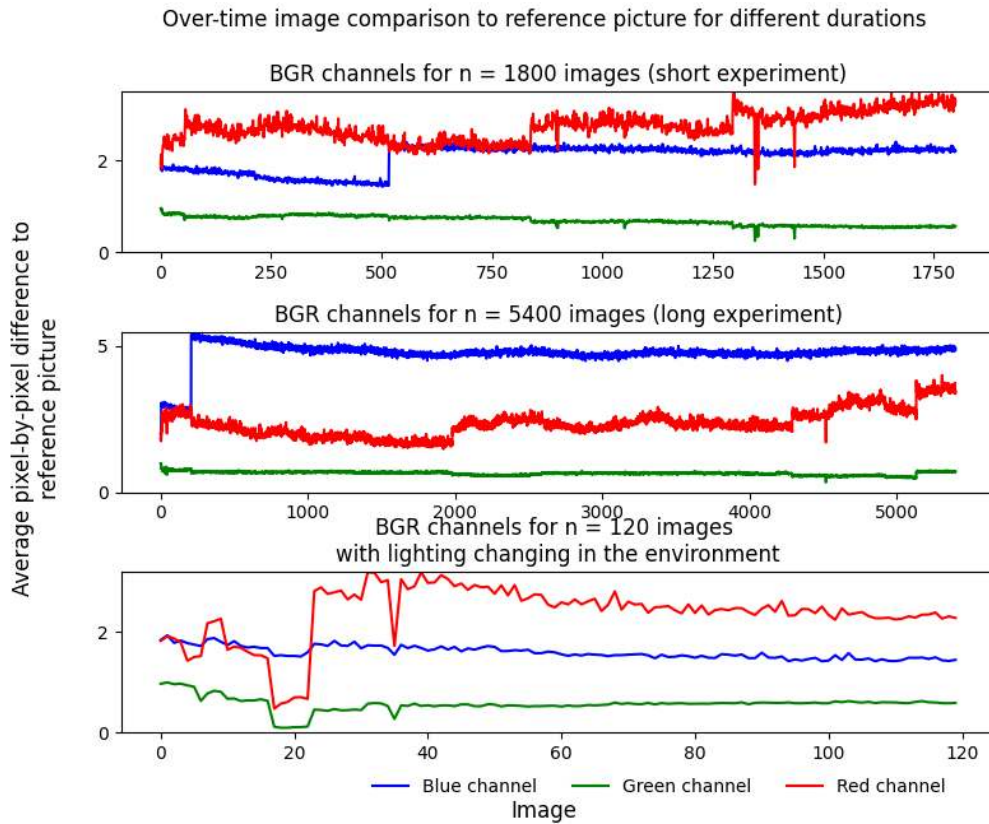 Over-time image comparison to reference picture for different durations
BGR channels for n = 1800 images (short experiment)
2
0
0 250 500 750 1000 1250 1500 1750
BGR channels for n = 5400 images (long experiment)
5
0
0 1000 2000 3000 4000 5000
Average pixel-by-pixel difference to
reference picture
BGR channels for n = 120 images
with lighting changing in the environment
2
0
0 20 40 60 80 100 120
Blue channel Green channel Red channel
Image